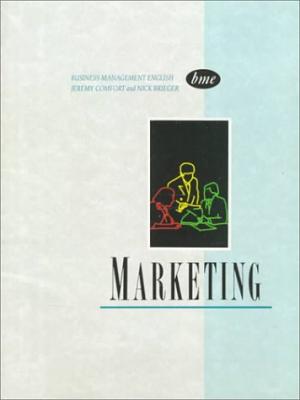 BUSINESS MANAGEMENT ENGLISH
JEREMY COMFORT and NICK BRIEGER
bme
MARKETING